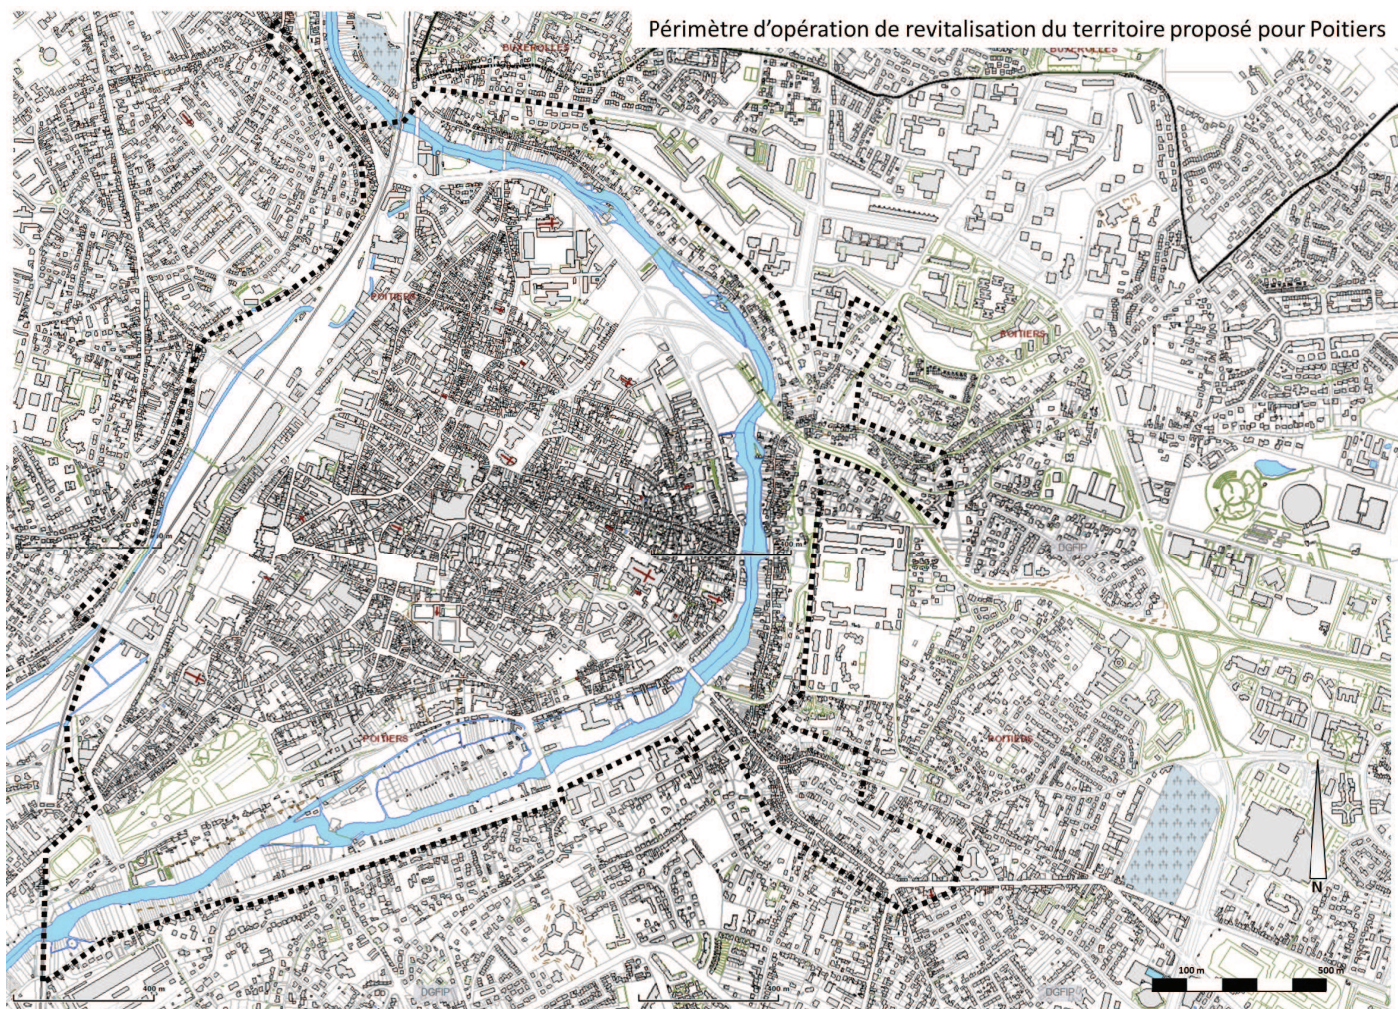 Périmètre d'opération de revitalisation du territoire proposé pour Poitiers
BUXEROLLES
BUXEROLLES
POITIERS
POITIERS
400 m
DGFIP
POITIERS
POITIERS
N
100 m
500 m
400 m
DGFIP
400 m
DGFIP